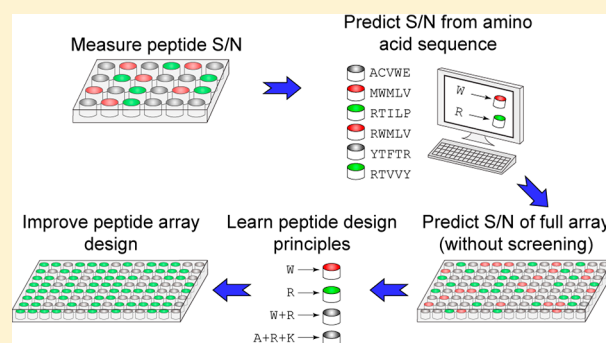 Measure peptide S/N
Predict S/N from amino
acid sequence
ACVWE
MWMLV
RTILP
RWMLV
YTFTR
RTVVY
W
R
Predict S/N of full array
(without screening)
Learn peptide design
principles
W
R
W+R
A+R+K
Improve peptide array
design